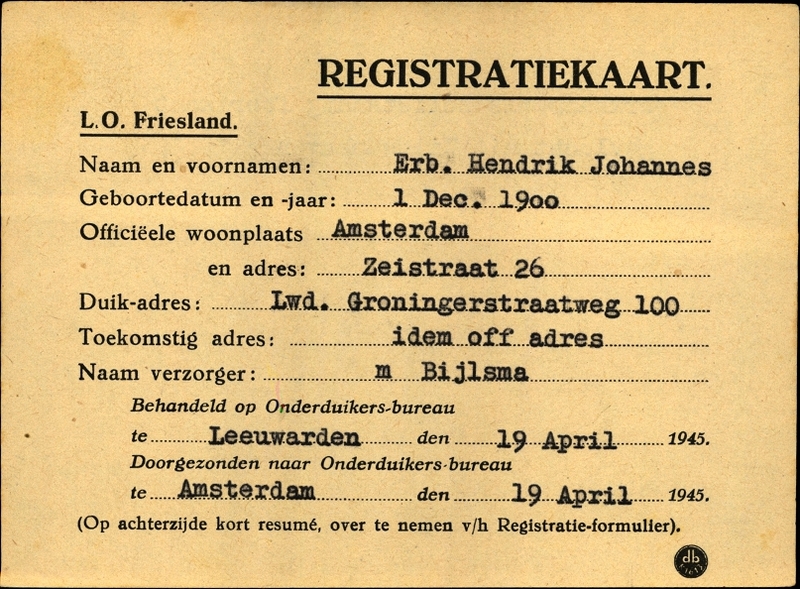 REGISTRATIEKAART.
L.O. Friesland.
Naam en voornamen: Erb. Hendrik Johannes
Geboortedatum en -jaar: 1 Dec. 1900
Officiëele woonplaats Amsterdam
en adres: Zeistraat 26
Duik-adres: Lwd. Groningerstraatweg 100
Toekomstig adres: idem off adres
Naam verzorger: m Bijlsma
Behandeld op Onderduikers-bureau
te Leeuwarden den 19 April 1945.
Doorgezonden naar Onderduikers-bureau
te Amsterdam den 19 April 1945.
(Op achterzijde kort resumé, over te nemen v/h Registratie-formulier).
db